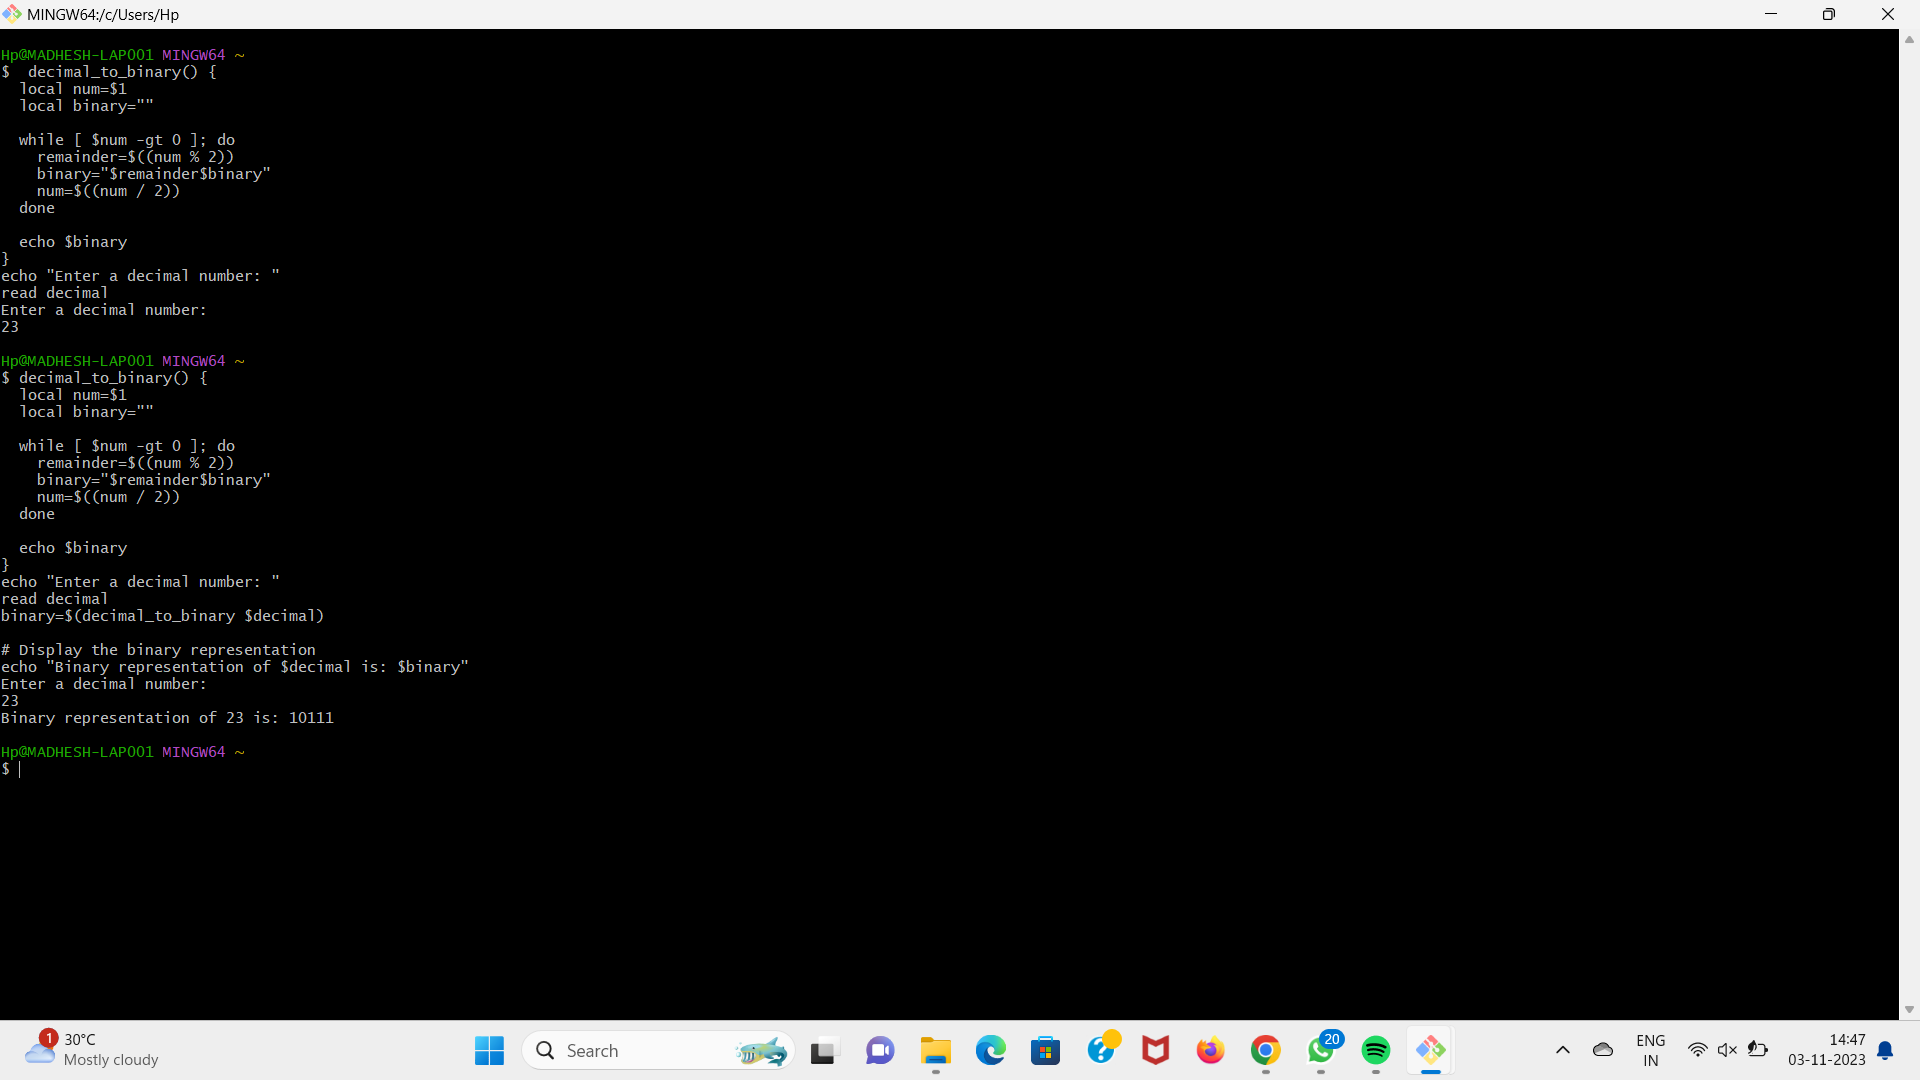 MINGW64:/c/Users/Hp
Hp@MADHESH-LAP001 MINGW64 ~
$  decimal_to_binary() {
  local num=$1
  local binary=""
  while [ $num -gt 0 ]; do
    remainder=$((num % 2))
    binary="$remainder$binary"
    num=$((num / 2))
  done
  echo $binary
}
echo "Enter a decimal number: "
read decimal
Enter a decimal number:
23
Hp@MADHESH-LAP001 MINGW64 ~
$ decimal_to_binary() {
  local num=$1
  local binary=""
  while [ $num -gt 0 ]; do
    remainder=$((num % 2))
    binary="$remainder$binary"
    num=$((num / 2))
  done
  echo $binary
}
echo "Enter a decimal number: "
read decimal
binary=$(decimal_to_binary $decimal)
# Display the binary representation
echo "Binary representation of $decimal is: $binary"
Enter a decimal number:
23
Binary representation of 23 is: 10111
Hp@MADHESH-LAP001 MINGW64 ~
$
1
30°C
Mostly cloudy
Search
20
ENG
IN
14:47
03-11-2023